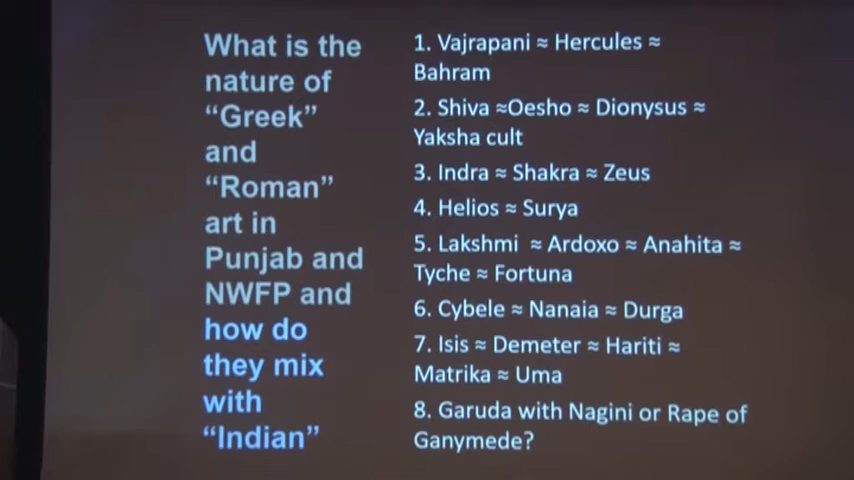 What is the
nature of
“Greek”
and
“Roman”
art in
Punjab and
NWFP and
how do
they mix
with
“Indian”
1. Vajrapani ≈ Hercules ≈
Bahram
2. Shiva ≈Oesho ≈ Dionysus ≈
Yaksha cult
3. Indra ≈ Shakra ≈ Zeus
4. Helios ≈ Surya
5. Lakshmi ≈ Ardoxo ≈ Anahita ≈
Tyche ≈ Fortuna
6. Cybele ≈ Nanaia ≈ Durga
7. Isis ≈ Demeter ≈ Hariti ≈
Matrika ≈ Uma
8. Garuda with Nagini or Rape of
Ganymede?